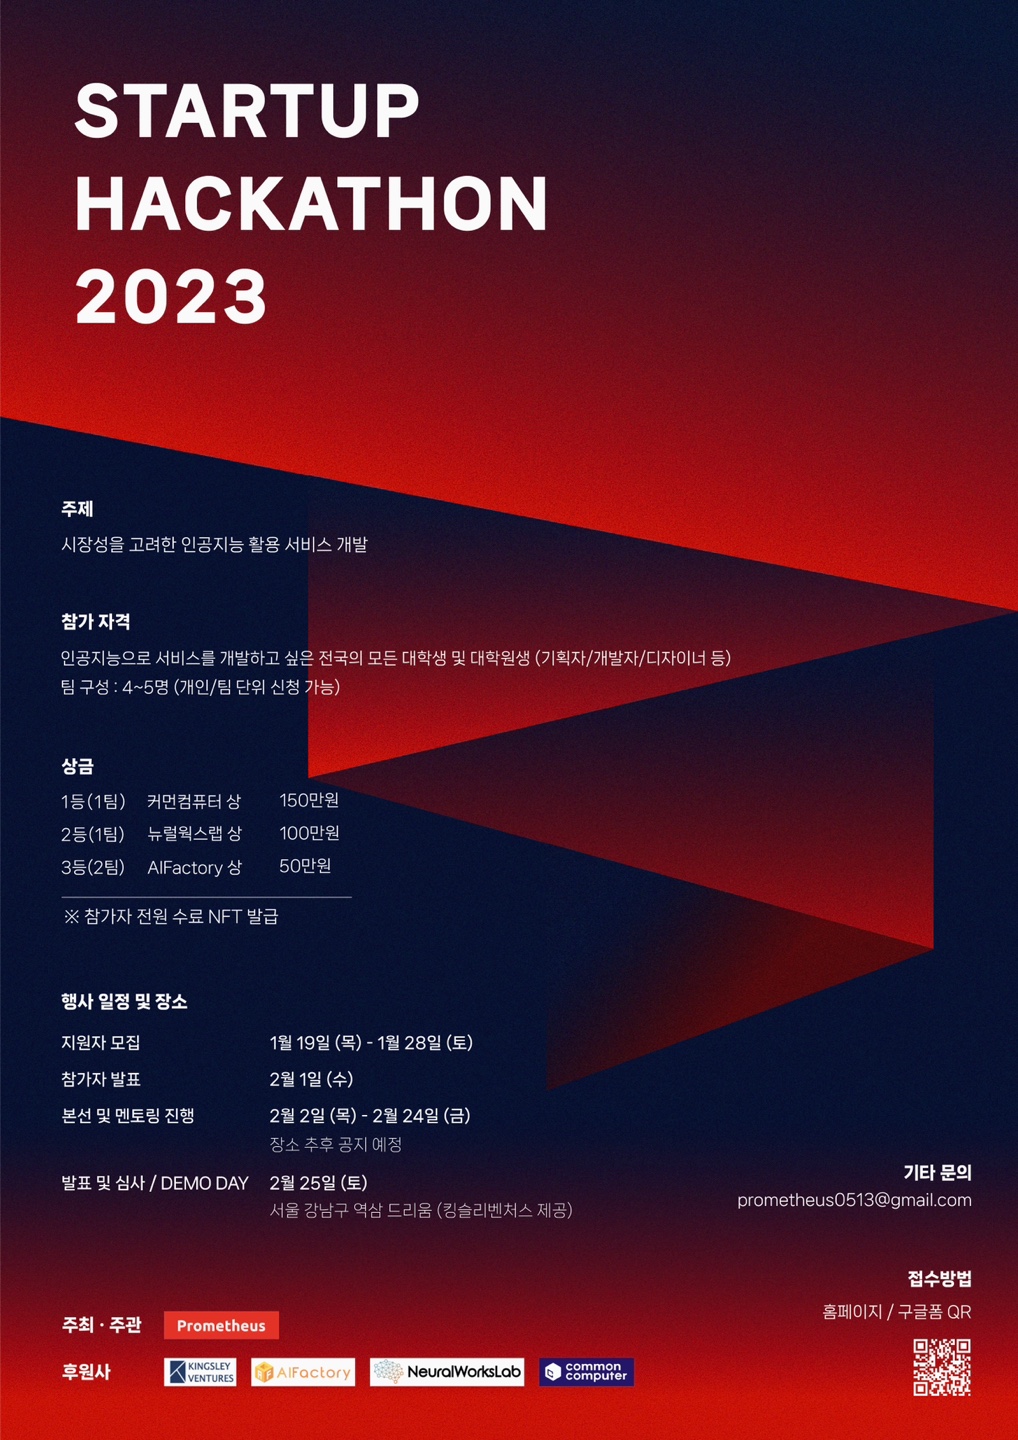 STARTUP
HACKATHON
2023
주제
시장성을 고려한 인공지능 활용 서비스 개발
참가 자격
인공지능으로 서비스를 개발하고 싶은 전국의 모든 대학생 및 대학원생 (기획자/개발자/디자이너 등)
팀 구성 : 4~5명 (개인/팀 단위 신청 가능)
상금
1등(1팀) 커먼컴퓨터 상 150만원
2등(1팀) 뉴럴웍스랩 상 100만원
3등(2팀) AIFactory 상 50만원
※ 참가자 전원 수료 NFT 발급
행사 일정 및 장소
지원자 모집 1월 19일 (목) - 1월 28일 (토)
참가자 발표 2월 1일 (수)
본선 및 멘토링 진행 2월 2일 (목) - 2월 24일 (금)
장소 추후 공지 예정
발표 및 심사 / DEMO DAY 2월 25일 (토)
서울 강남구 역삼 드리움 (킹슬리벤처스 제공)
기타 문의
prometheus0513@gmail.com
접수방법
홈페이지 / 구글폼 QR
주최 · 주관 Prometheus
후원사 KINGSLEY VENTURES AIFactory NeuralWorksLab common computer